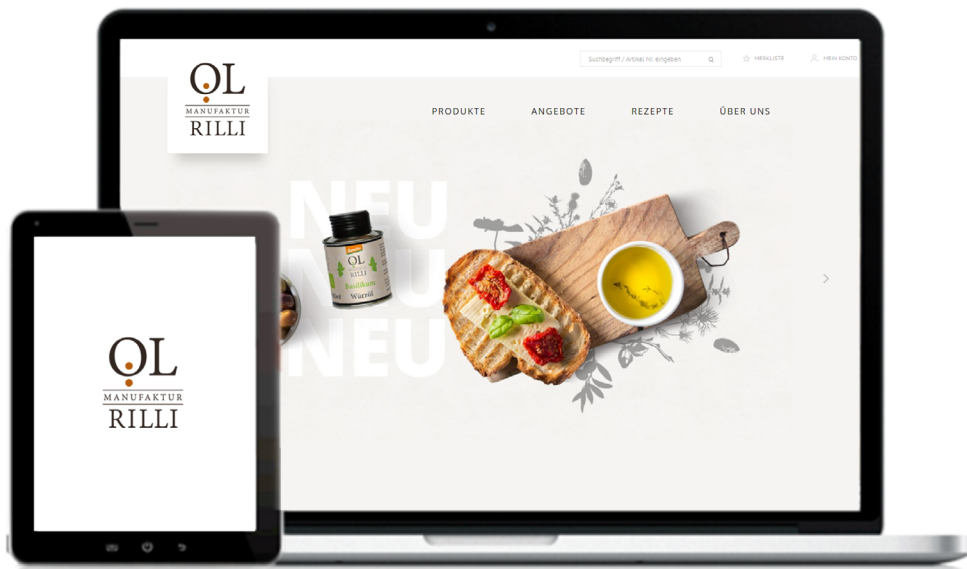 Suchbegriff / Artikel Nr. eingeben
MERKLISTE
MEIN KONTO
ÖL
MANUFAKTUR
RILLI
PRODUKTE
ANGEBOTE
REZEPTE
ÜBER UNS
NEU
NEU
NEU
ÖL
RILLI
Basilikum
Würzöl
ÖL
MANUFAKTUR
RILLI